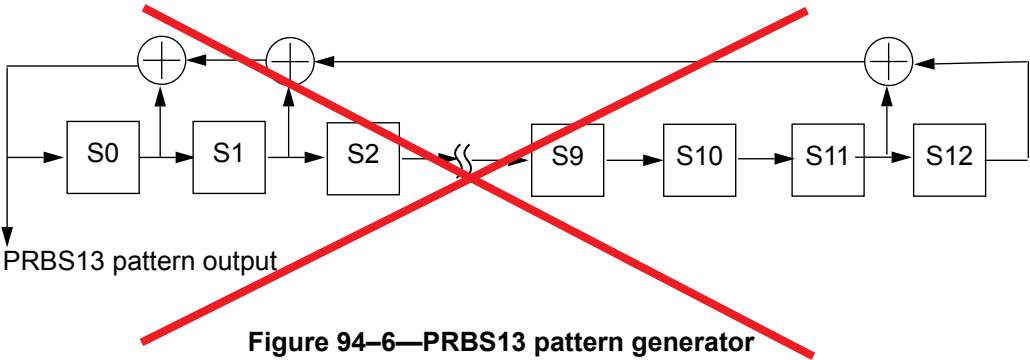 S0 S1 S2 S9 S10 S11 S12
PRBS13 pattern output
Figure 94–6—PRBS13 pattern generator